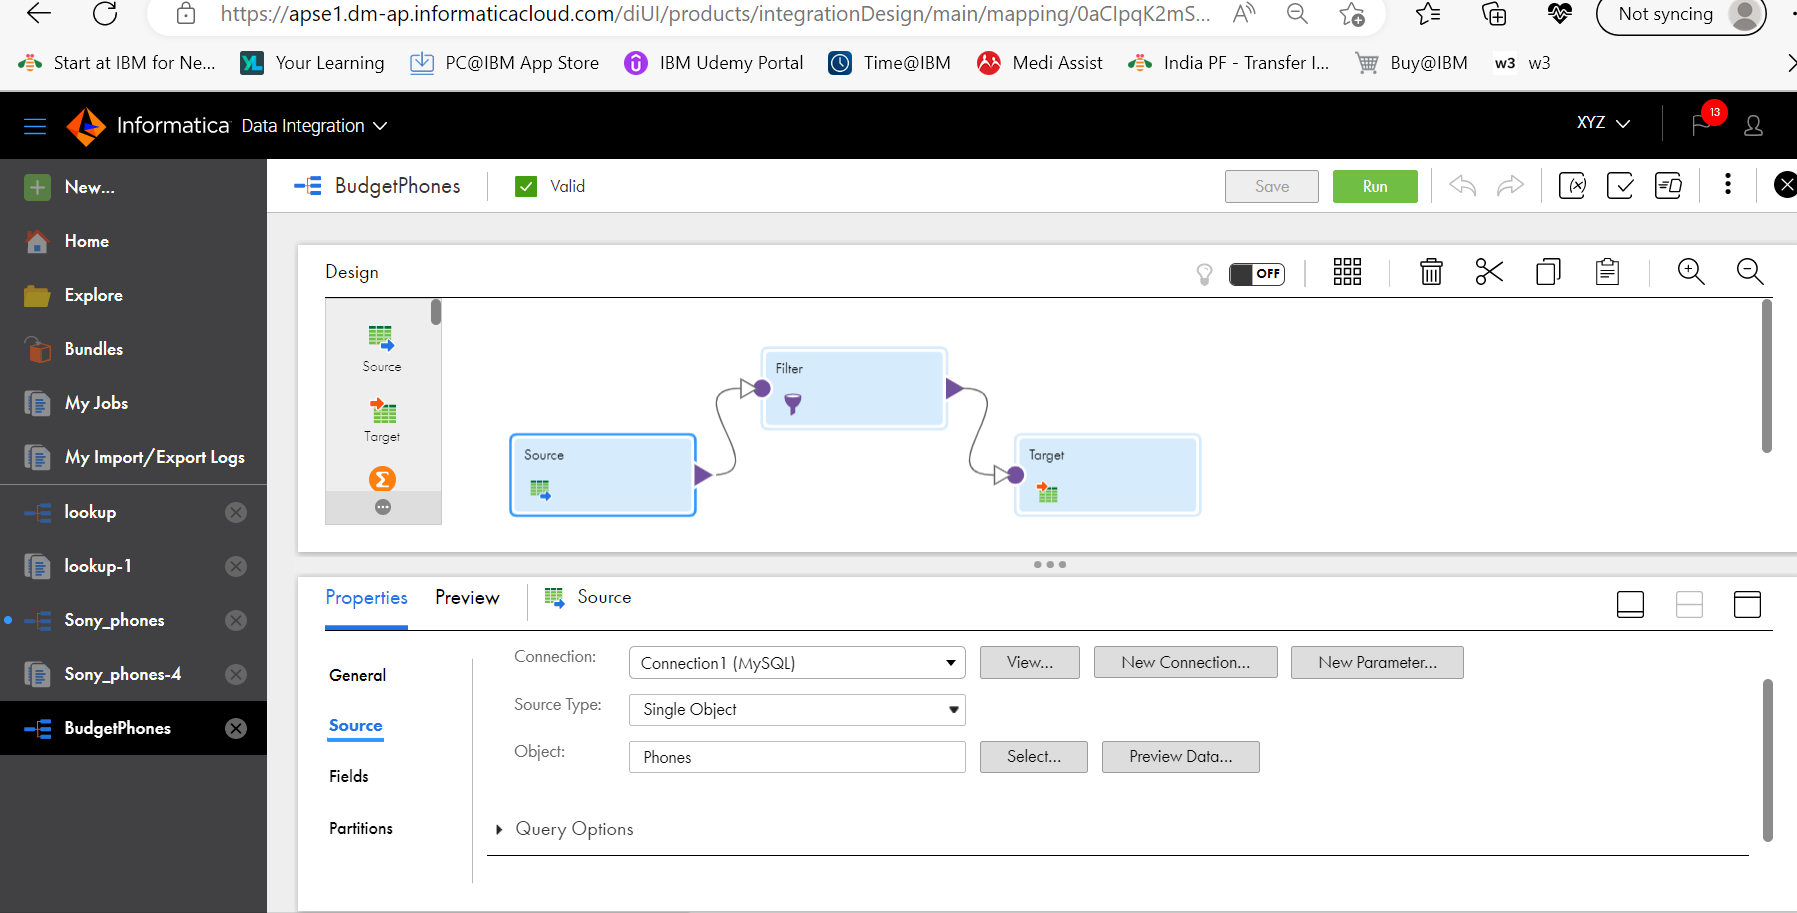 https://apse1.dm-ap.informaticacloud.com/diUI/products/integrationDesign/main/mapping/0aClpqK2mS... A Not syncing
Start at IBM for Ne... YL Your Learning PC@IBM App Store IBM Udemy Portal Time@IBM Medi Assist India PF - Transfer I... Buy@IBM w3 w3
Informatica Data Integration XYZ 13
New...
Home
Explore
Bundles
My Jobs
My Import/Export Logs
lookup
lookup-1
Sony_phones
Sony_phones-4
BudgetPhones
BudgetPhones Valid Save Run
Design OFF
Source
Target
Source
Filter
Target
Properties Preview Source
General
Source
Fields
Partitions
Connection: Connection1 (MySQL) View... New Connection... New Parameter...
Source Type: Single Object
Object: Phones Select... Preview Data...
Query Options